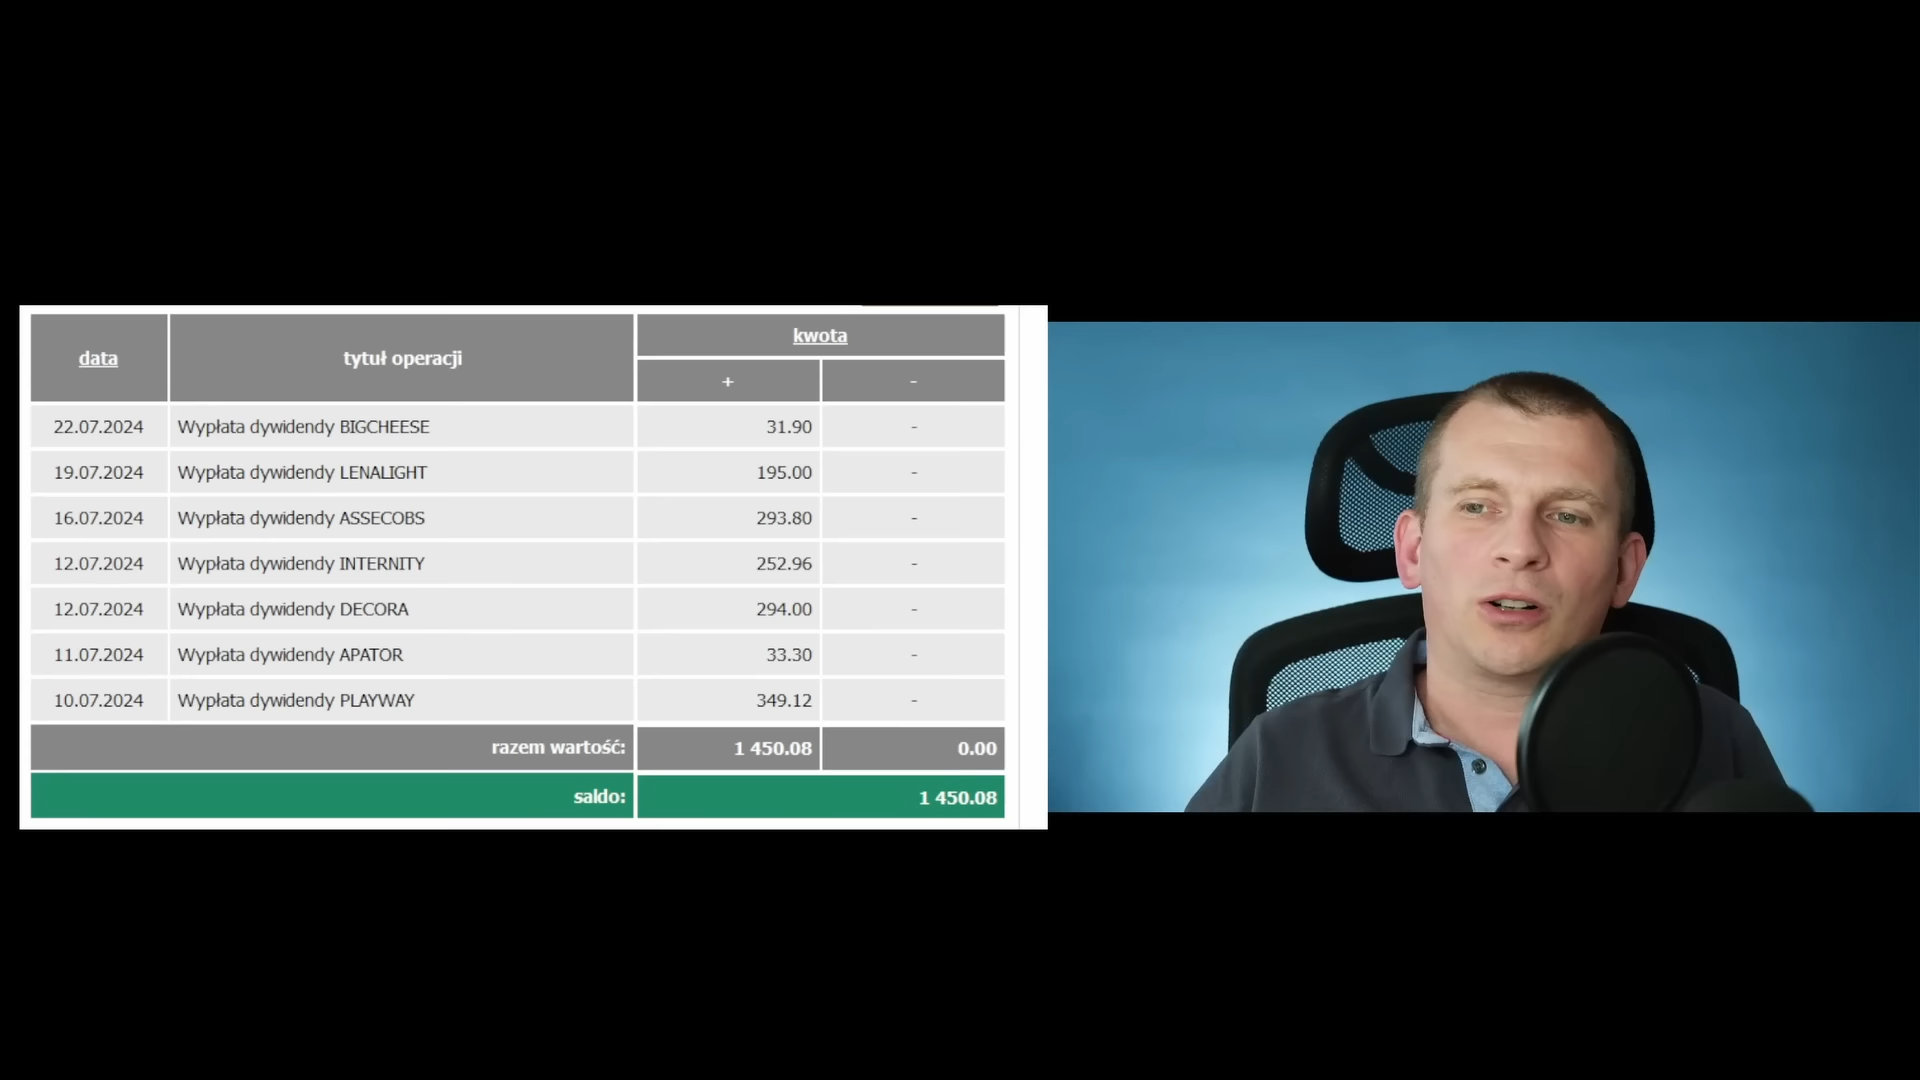 data tytuł operacji kwota
+ -
22.07.2024 Wypłata dywidendy BIGCHEESE 31.90 -
19.07.2024 Wypłata dywidendy LENALIGHT 195.00 -
16.07.2024 Wypłata dywidendy ASSECOBS 293.80 -
12.07.2024 Wypłata dywidendy INTERNITY 252.96 -
12.07.2024 Wypłata dywidendy DECORA 294.00 -
11.07.2024 Wypłata dywidendy APATOR 33.30 -
10.07.2024 Wypłata dywidendy PLAYWAY 349.12 -
razem wartość: 1 450.08 0.00
saldo: 1 450.08